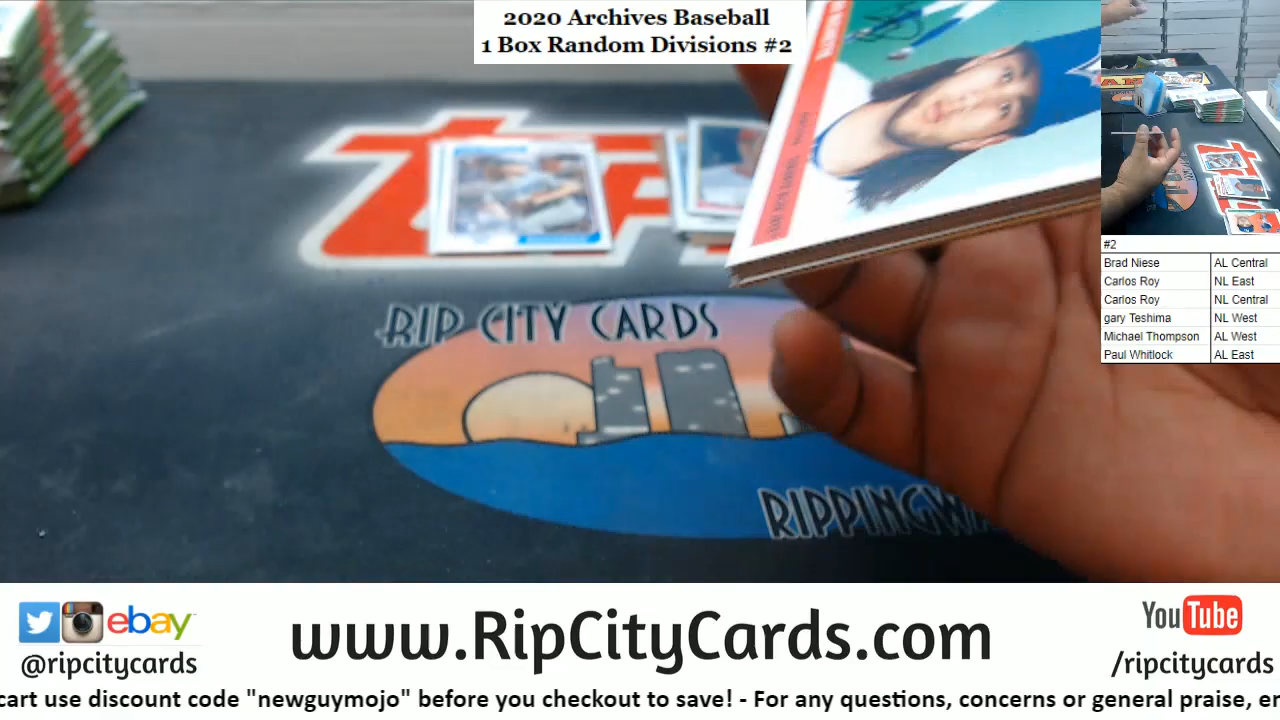 2020 Archives Baseball
1 Box Random Divisions #2
#2
Brad Niese AL Central
Carlos Roy NL East
Carlos Roy NL Central
gary Teshima NL West
Michael Thompson AL West
Paul Whitlock AL East
RIP CITY CARDS
RIPPINGW
ebay
@ripcitycards
www.RipCityCards.com
YouTube
/ripcitycards
cart use discount code "newguymojo" before you checkout to save! - For any questions, concerns or general praise, en